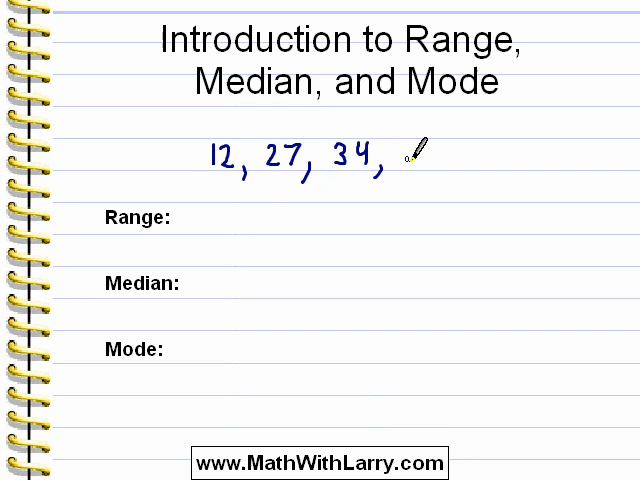 Introduction to Range,
Median, and Mode
12, 27, 34,
Range:
Median:
Mode:
www.MathWithLarry.com